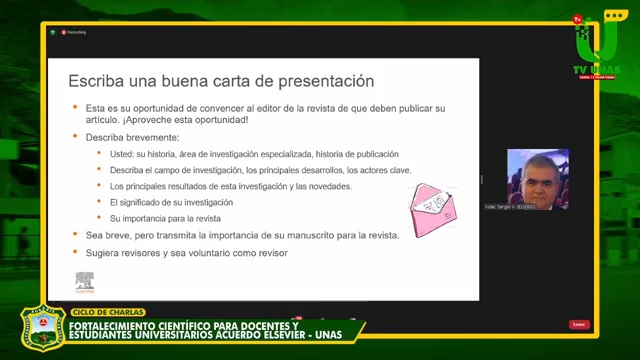 Recording
Tv
TV UNAS
Escriba una buena carta de presentación
• Esta es su oportunidad de convencer al editor de la revista de que deben publicar su
artículo. ¡Aproveche esta oportunidad!
• Describa brevemente:
• Usted: su historia, área de investigación especializada, historia de publicación
• Describa el campo de investigación, los principales desarrollos, los actores clave.
• Los principales resultados de esta investigación y las novedades.
• El significado de su investigación
• Su importancia para la revista
• Sea breve, pero transmita la importancia de su manuscrito para la revista.
• Sugiera revisores y sea voluntario como revisor
Vidal, Sergio V. (ELS-RIO)
ELSEVIER
Leave
CICLO DE CHARLAS
FORTALECIMIENTO CIENTÍFICO PARA DOCENTES Y
ESTUDIANTES UNIVERSITARIOS ACUERDO ELSEVIER - UNAS